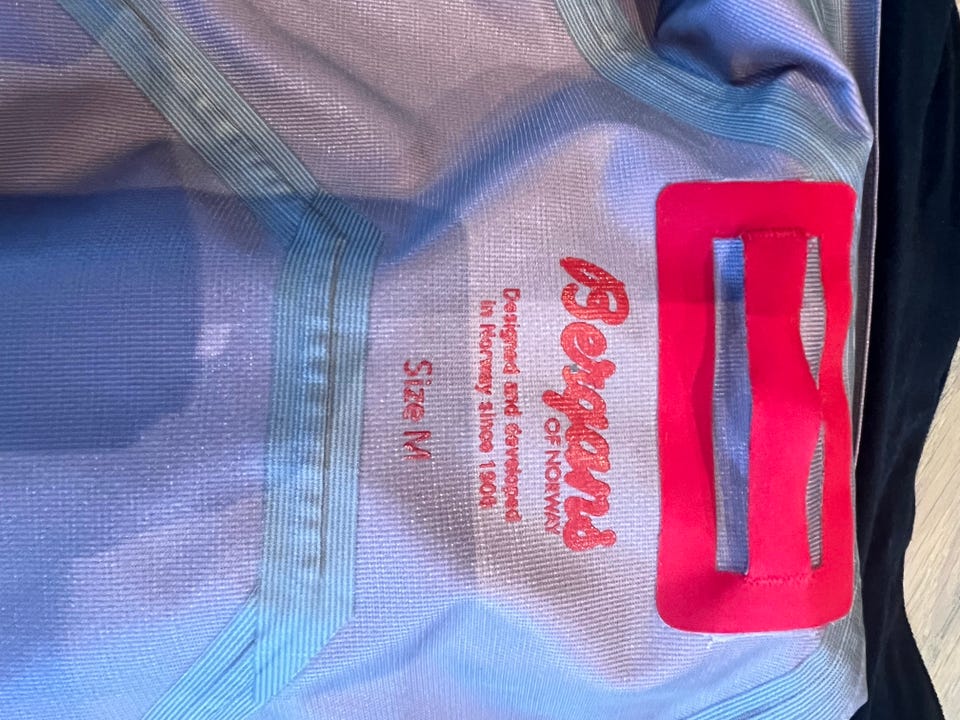 Bergans
OF NORWAY
Designed and developed
in Norway since 1908
Size M